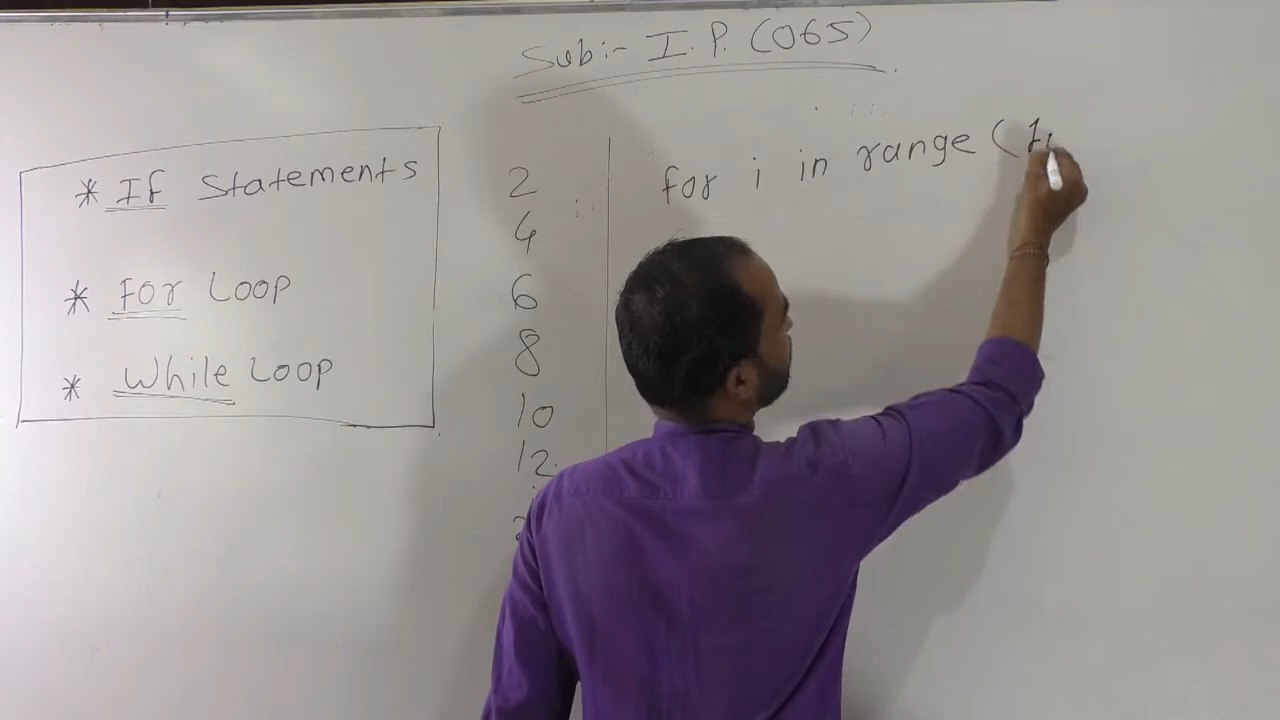 Sub:- I.P. (065)
* If Statements
* For Loop
* While Loop
2
4
6
8
10
12
for i in range (1,